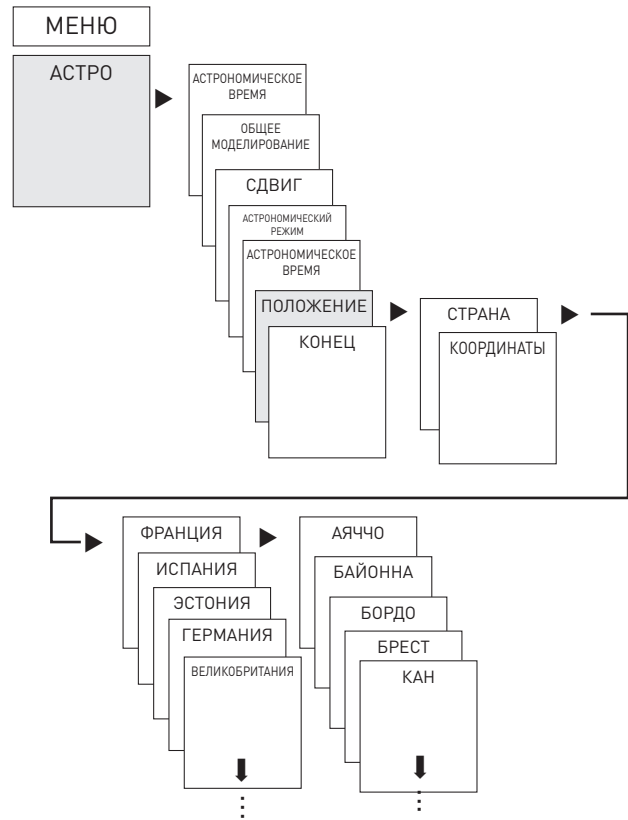 МЕНЮ
АСТРО
АСТРОНОМИЧЕСКОЕ
ВРЕМЯ
ОБЩЕЕ
МОДЕЛИРОВАНИЕ
СДВИГ
АСТРОНОМИЧЕСКИЙ
РЕЖИМ
АСТРОНОМИЧЕСКОЕ
ВРЕМЯ
ПОЛОЖЕНИЕ
КОНЕЦ
СТРАНА
КООРДИНАТЫ
ФРАНЦИЯ
ИСПАНИЯ
ЭСТОНИЯ
ГЕРМАНИЯ
ВЕЛИКОБРИТАНИЯ
АЯЧЧО
БАЙОННА
БОРДО
БРЕСТ
КАН